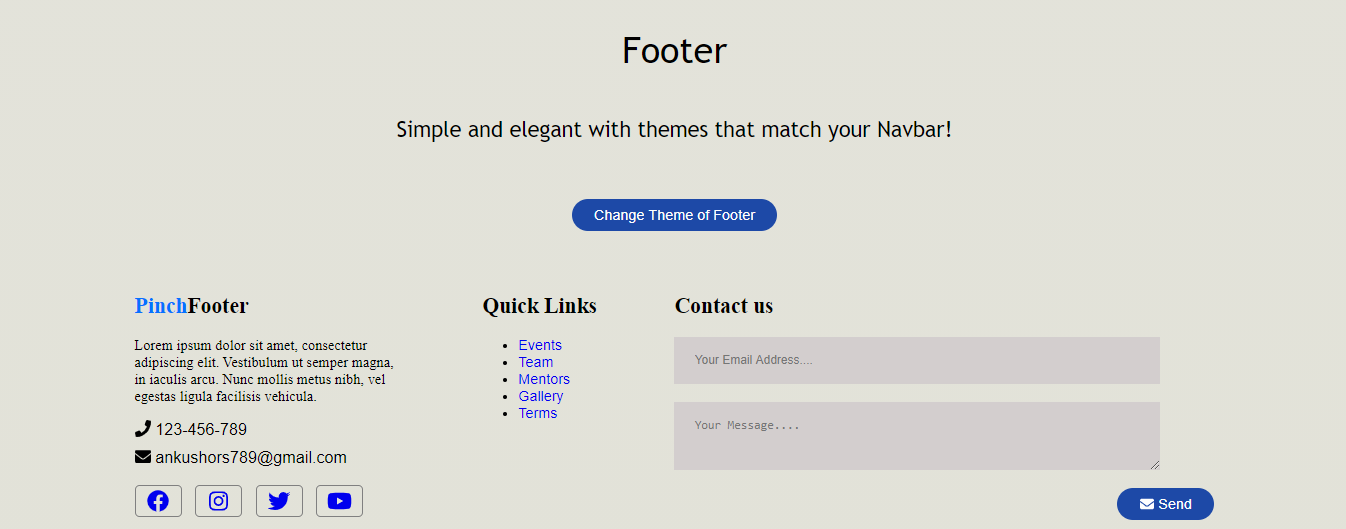 Footer
Simple and elegant with themes that match your Navbar!
Change Theme of Footer
PinchFooter
Lorem ipsum dolor sit amet, consectetur
adipiscing elit. Vestibulum ut semper magna,
in iaculis arcu. Nunc mollis metus nibh, vel
egestas ligula facilisis vehicula.
123-456-789
ankushors789@gmail.com
Quick Links
Events
Team
Mentors
Gallery
Terms
Contact us
Your Email Address....
Your Message....
Send